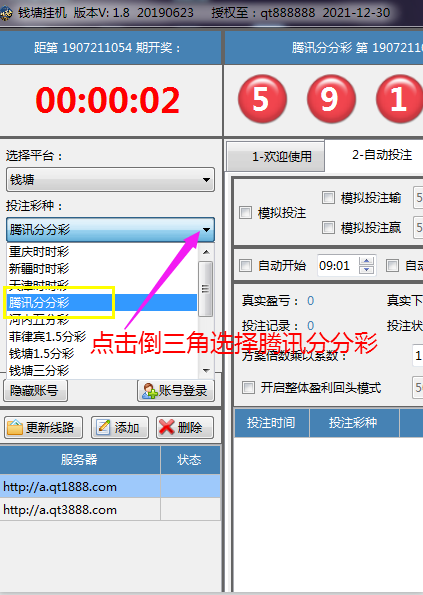 钱塘挂机 版本V: 1.8 20190623 授权至：qt888888 2021-12-30
距第 1907211054 期开奖：
腾讯分分彩 第 190721
00:00:02
5 9 1
选择平台：
钱塘
投注彩种：
腾讯分分彩
重庆时时彩
新疆时时彩
天津时时彩
腾讯分分彩
河内五分彩
菲律宾1.5分彩
钱塘1.5分彩
钱塘三分彩
点击倒三角选择腾讯分分彩
隐藏账号
账号登录
更新线路
添加
删除
服务器 状态
http://a.qt1888.com
http://a.qt3888.com
1-欢迎使用
2-自动投注
模拟投注
模拟投注输
模拟投注赢
自动开始
09:01
自
真实盈亏： 0
真实下
投注记录： 0
投注状
方案倍数乘以系数：
1
开启整体盈利回头模式
投注时间 投注彩种